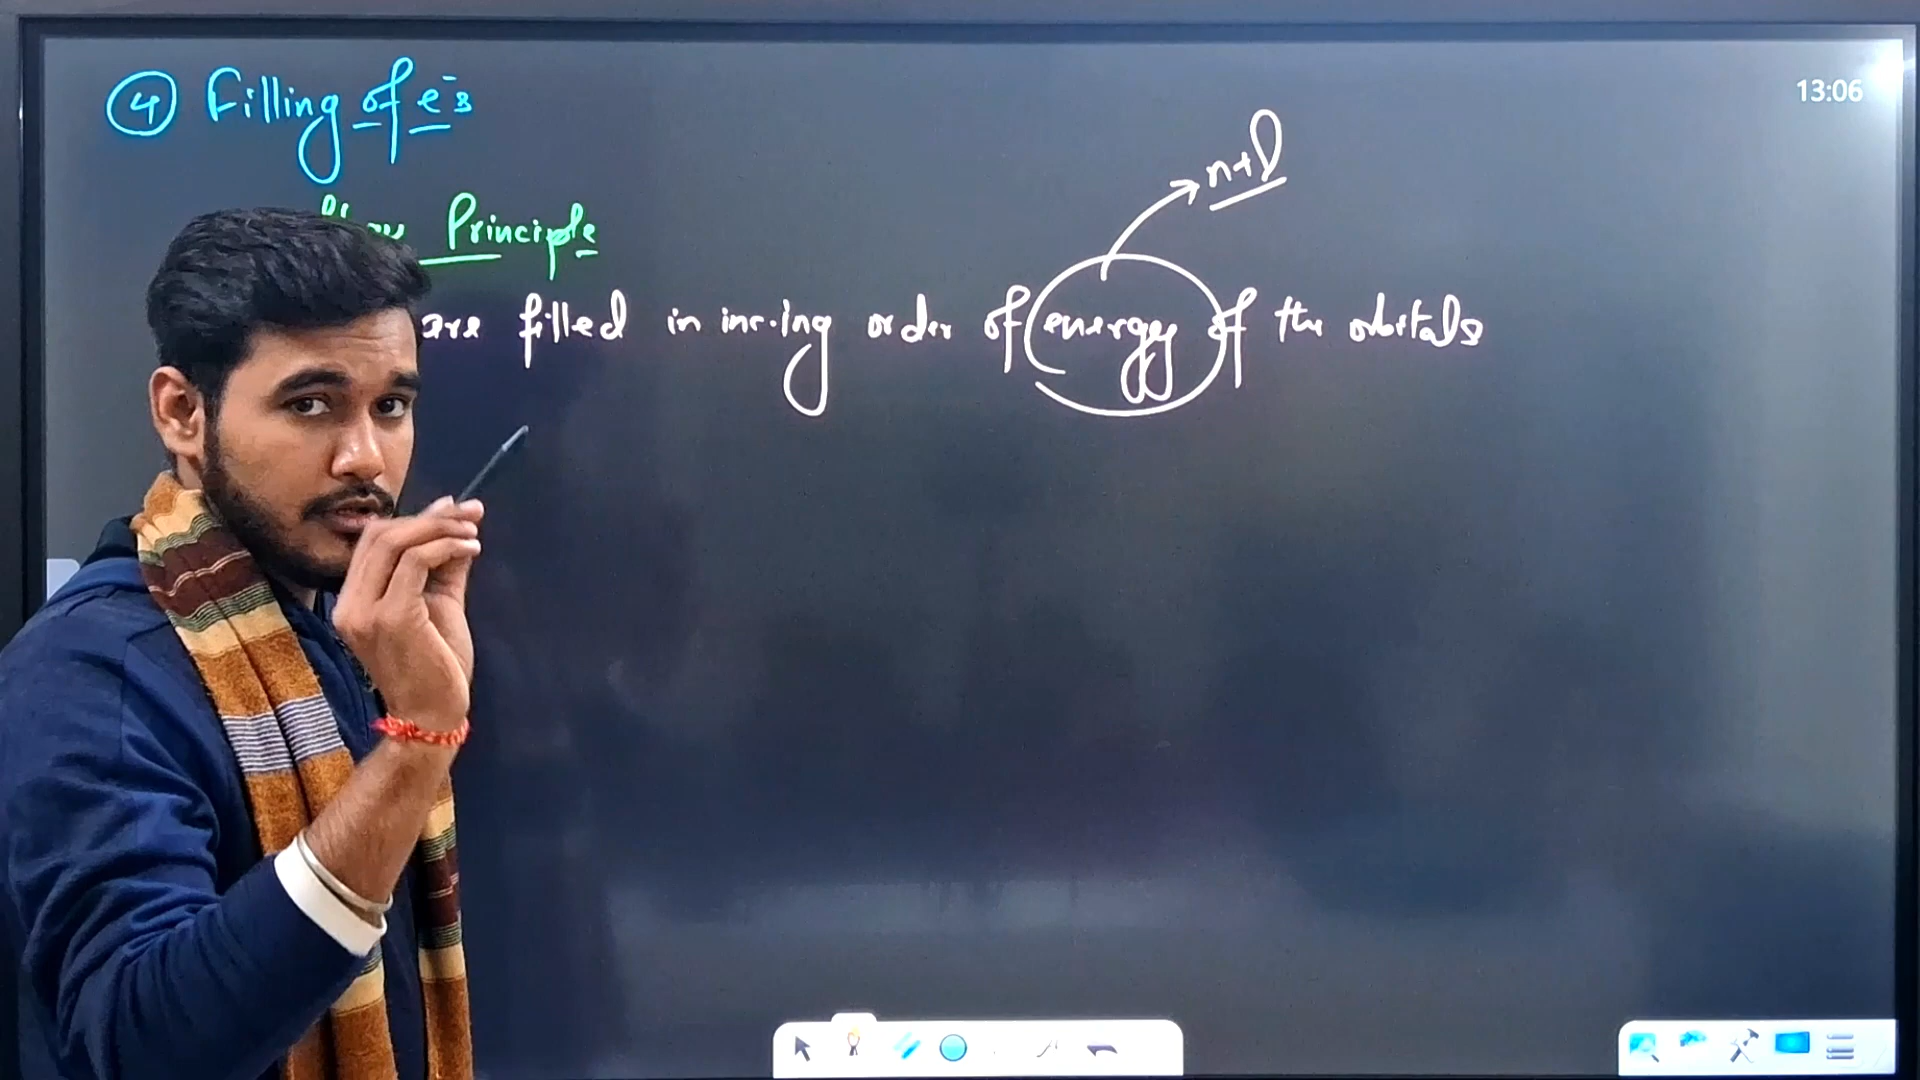 ④ Filling of e⁻s
13:06
n+l
Principle
are filled in inc.ing order of energy of the orbitals